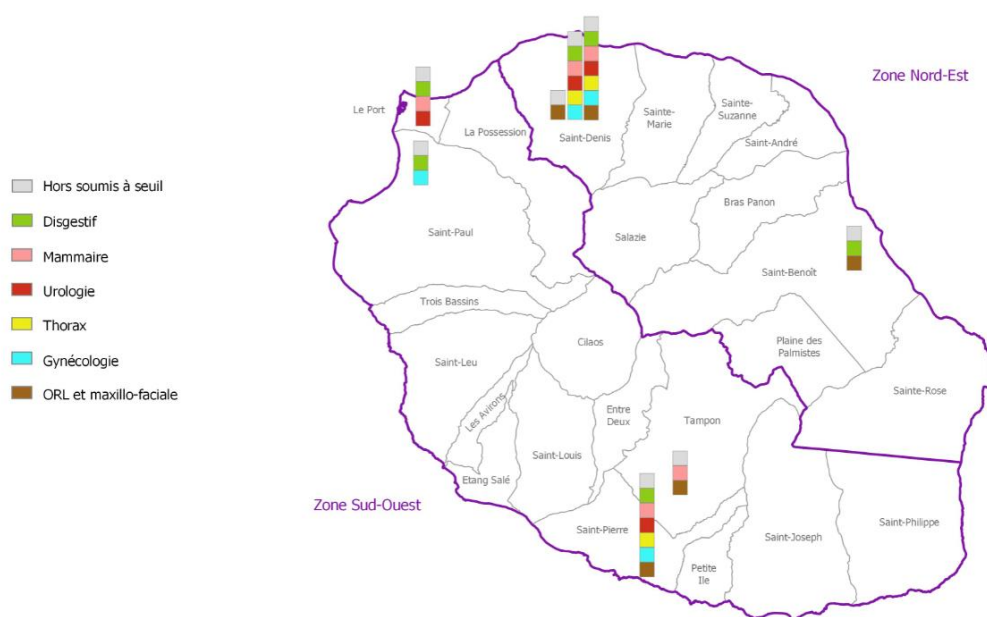 Zone Nord-Est
Le Port
La Possession
Saint-Denis
Sainte-
Marie
Sainte-
Suzanne
Saint-André
Hors soumis à seuil
Disgestif
Mammaire
Urologie
Thorax
Gynécologie
ORL et maxillo-faciale
Bras Panon
Saint-Paul
Salazie
Saint-Benoît
Trois Bassins
Cilaos
Plaine des
Palmistes
Saint-Leu
Sainte-Rose
Les Avirons
Entre
Deux
Tampon
Saint-Louis
Etang Salé
Zone Sud-Ouest
Saint-Pierre
Saint-Philippe
Saint-Joseph
Petite
Ile